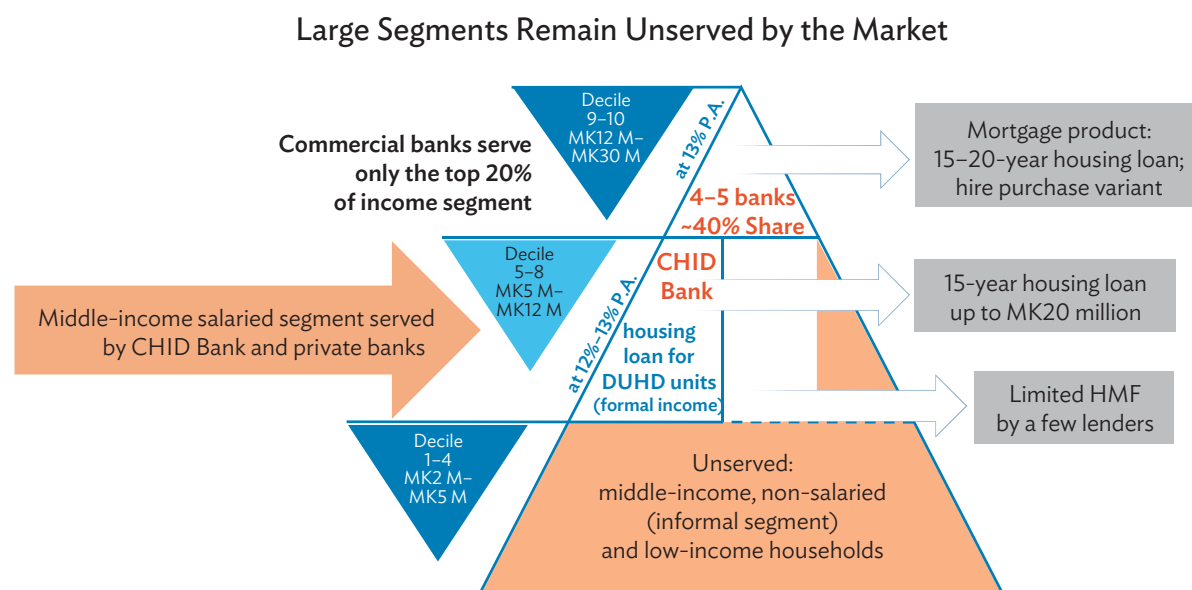 Large Segments Remain Unserved by the Market
Decile
9–10
MK12 M–
MK30 M
at 13% P.A.
Commercial banks serve
only the top 20%
of income segment
4–5 banks
~40% Share
Mortgage product:
15–20-year housing loan;
hire purchase variant
Decile
5–8
MK5 M–
MK12 M
at 12%–13% P.A.
CHID
Bank
housing
loan for
DUHD units
(formal income)
15-year housing loan
up to MK20 million
Middle-income salaried segment served
by CHID Bank and private banks
Limited HMF
by a few lenders
Decile
1–4
MK2 M–
MK5 M
Unserved:
middle-income, non-salaried
(informal segment)
and low-income households